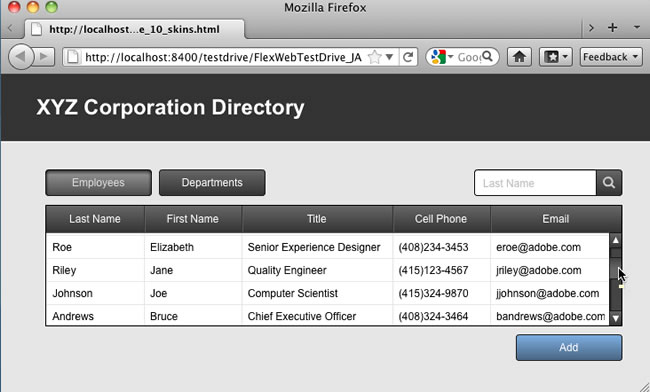 Mozilla Firefox
http://localhost...e_10_skins.html
http://localhost:8400/testdrive/FlexWebTestDrive_JA
Goo
Feedback
XYZ Corporation Directory
Employees Departments Last Name
Last Name First Name Title Cell Phone Email
Roe Elizabeth Senior Experience Designer (408)234-3453 eroe@adobe.com
Riley Jane Quality Engineer (415)123-4567 jriley@adobe.com
Johnson Joe Computer Scientist (415)324-9870 jjohnson@adobe.com
Andrews Bruce Chief Executive Officer (408)324-3464 bandrews@adobe.com
Add